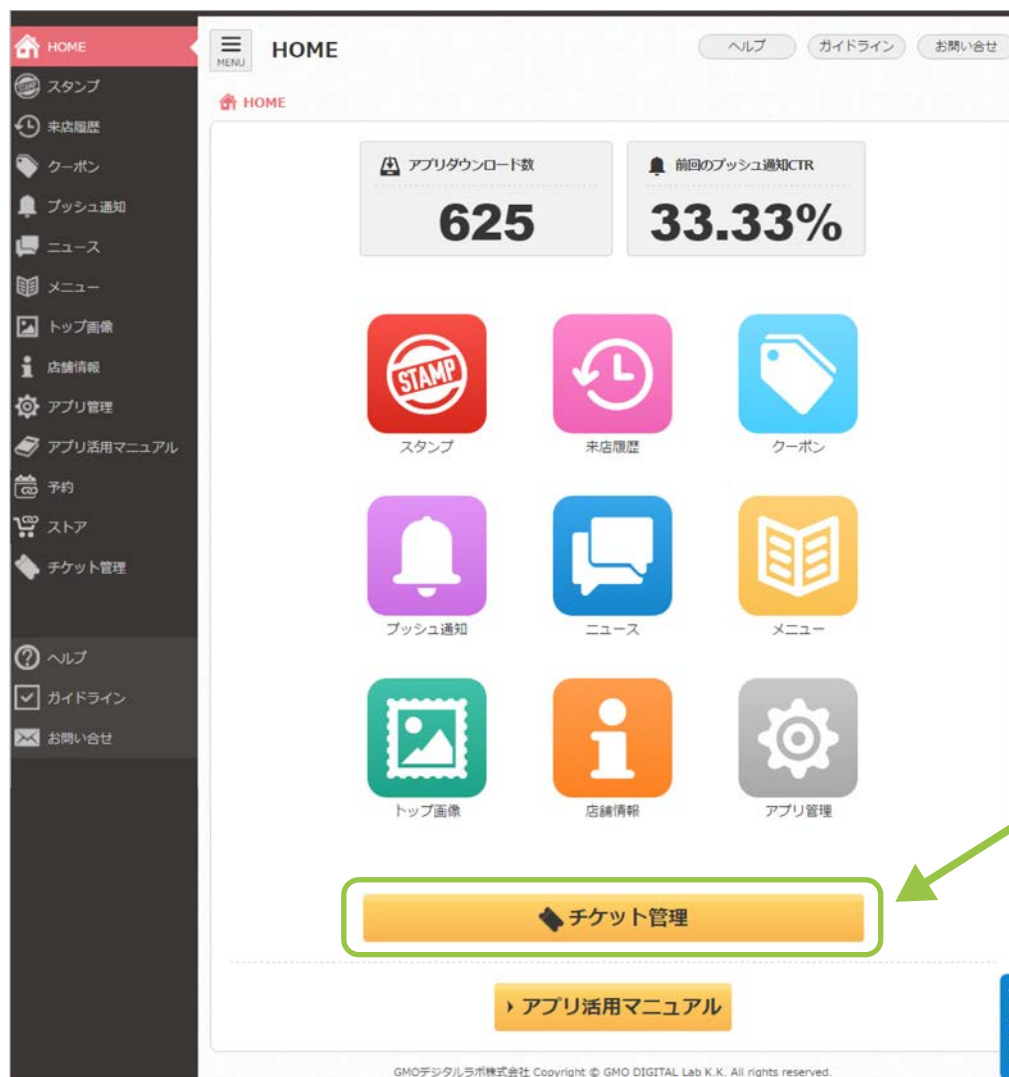 HOME
スタンプ
来店履歴
クーポン
プッシュ通知
ニュース
メニュー
トップ画像
店舗情報
アプリ管理
アプリ活用マニュアル
予約
ストア
チケット管理
ヘルプ
ガイドライン
お問い合せ
MENU
HOME
ヘルプ
ガイドライン
お問い合せ
HOME
アプリダウンロード数
625
前回のプッシュ通知CTR
33.33%
STAMP
スタンプ
来店履歴
クーポン
プッシュ通知
ニュース
メニュー
トップ画像
店舗情報
アプリ管理
チケット管理
アプリ活用マニュアル
GMOデジタルラボ株式会社 Copyright © GMO DIGITAL Lab K.K. All rights reserved.